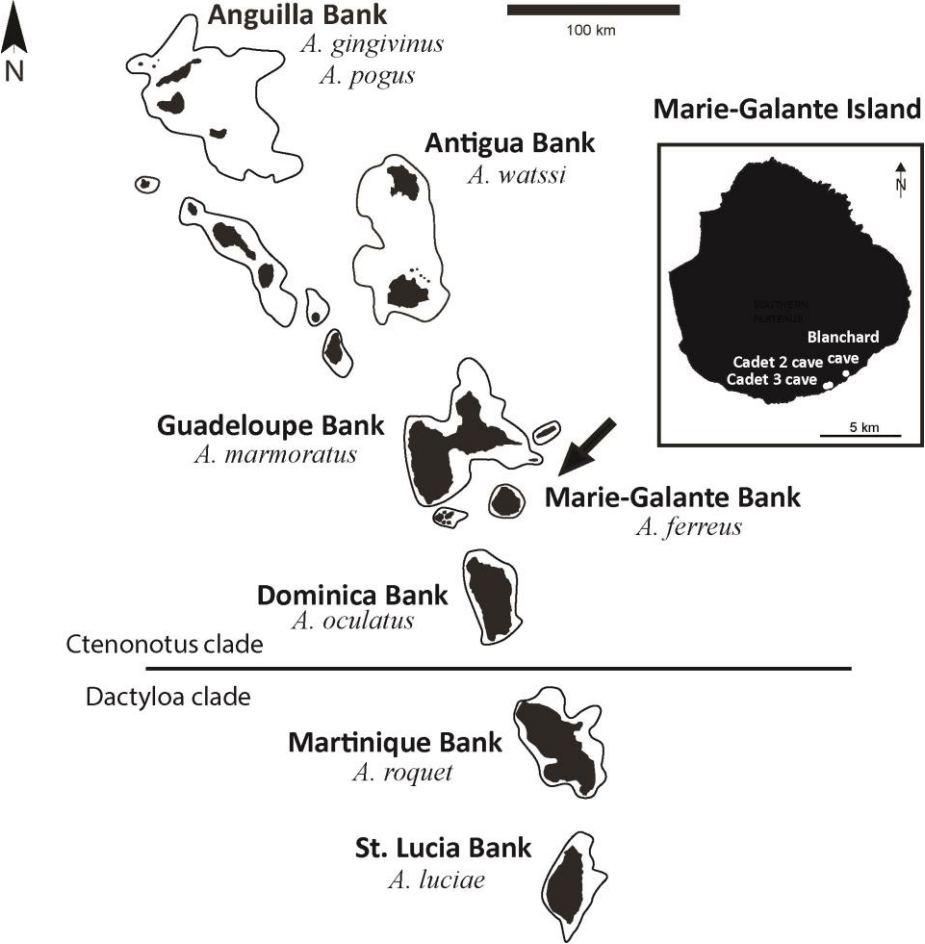 Anguilla Bank
A. gingivinus
A. pogus
100 km
N
Marie-Galante Island
Antigua Bank
A. watssi
N
SOUTHERN
PLATEAUX
Blanchard
cave
Cadet 2 cave
Cadet 3 cave
5 km
Guadeloupe Bank
A. marmoratus
Marie-Galante Bank
A. ferreus
Dominica Bank
A. oculatus
Ctenonotus clade
Dactyloa clade
Martinique Bank
A. roquet
St. Lucia Bank
A. luciae